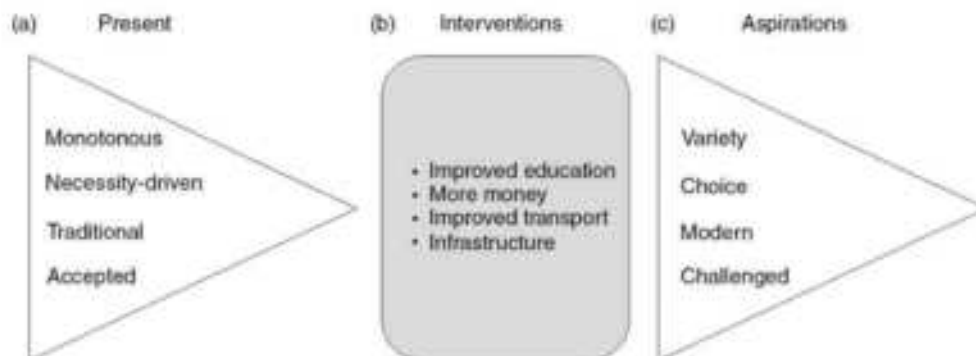 (a) Present
Monotonous
Necessity-driven
Traditional
Accepted
(b) Interventions
• Improved education
• More money
• Improved transport
• Infrastructure
(c) Aspirations
Variety
Choice
Modern
Challenged